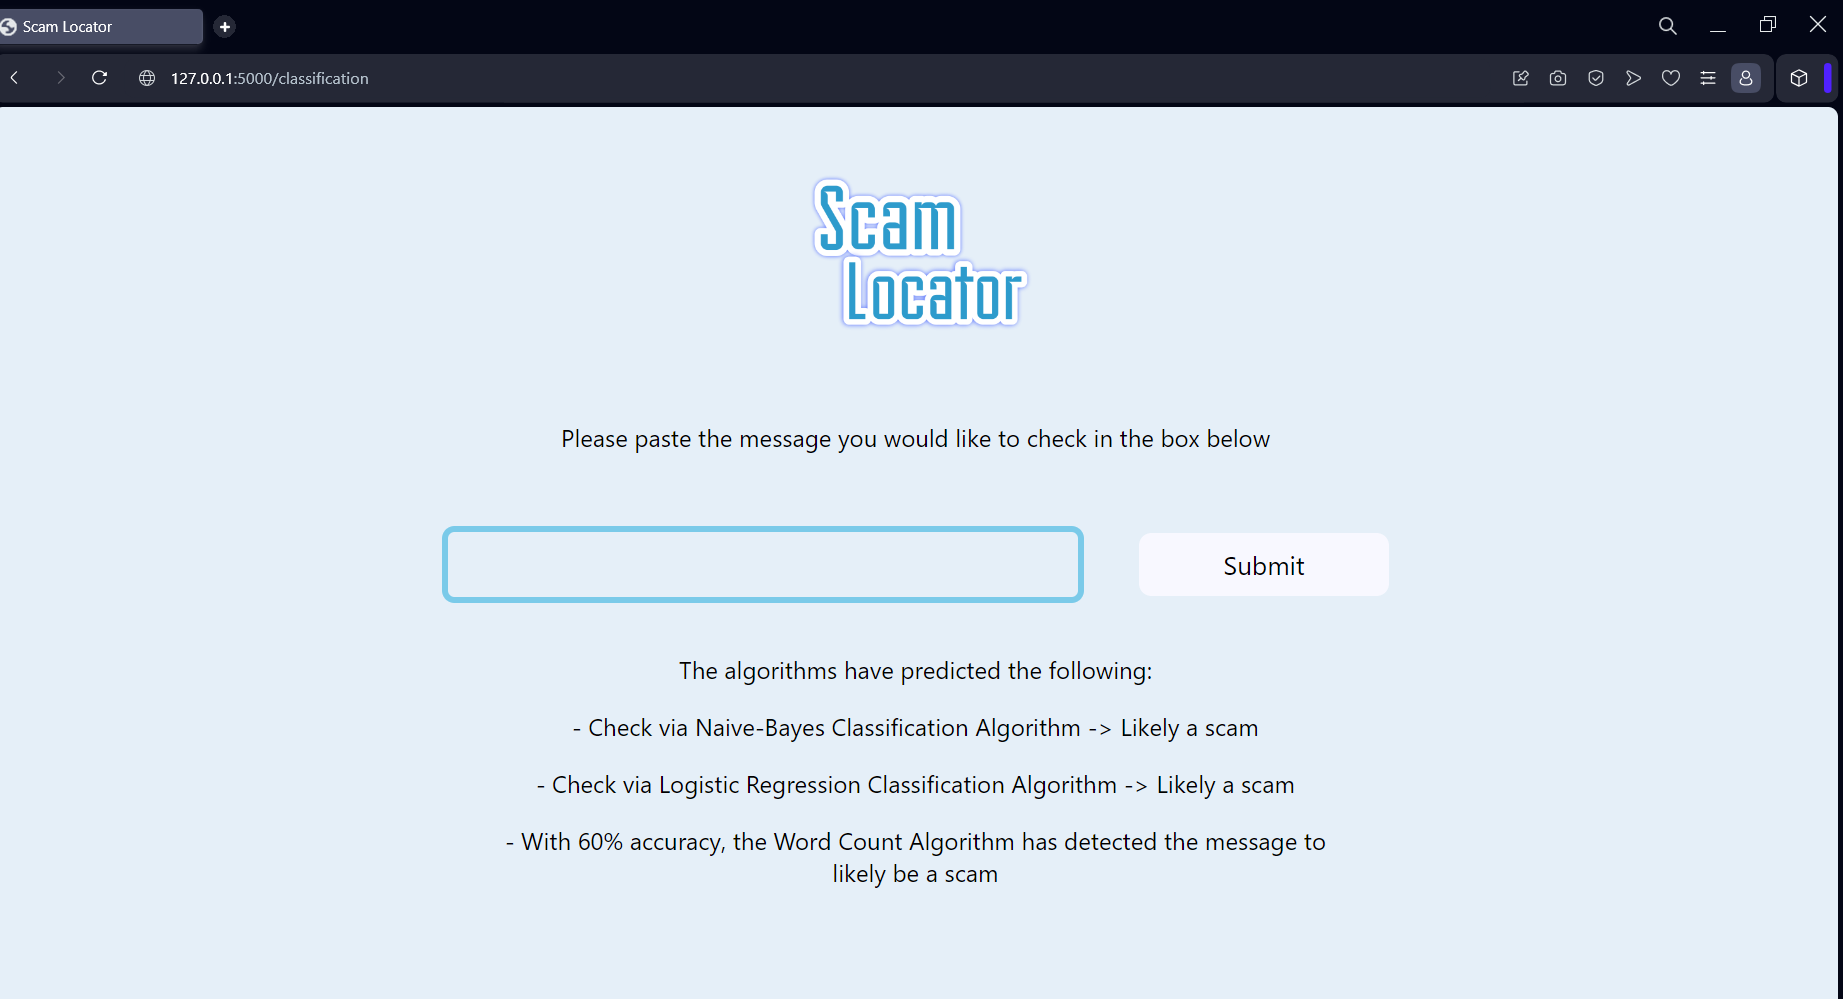 Scam Locator
127.0.0.1:5000/classification
Scam
Locator
Please paste the message you would like to check in the box below
Submit
The algorithms have predicted the following:
- Check via Naive-Bayes Classification Algorithm -> Likely a scam
- Check via Logistic Regression Classification Algorithm -> Likely a scam
- With 60% accuracy, the Word Count Algorithm has detected the message to
likely be a scam